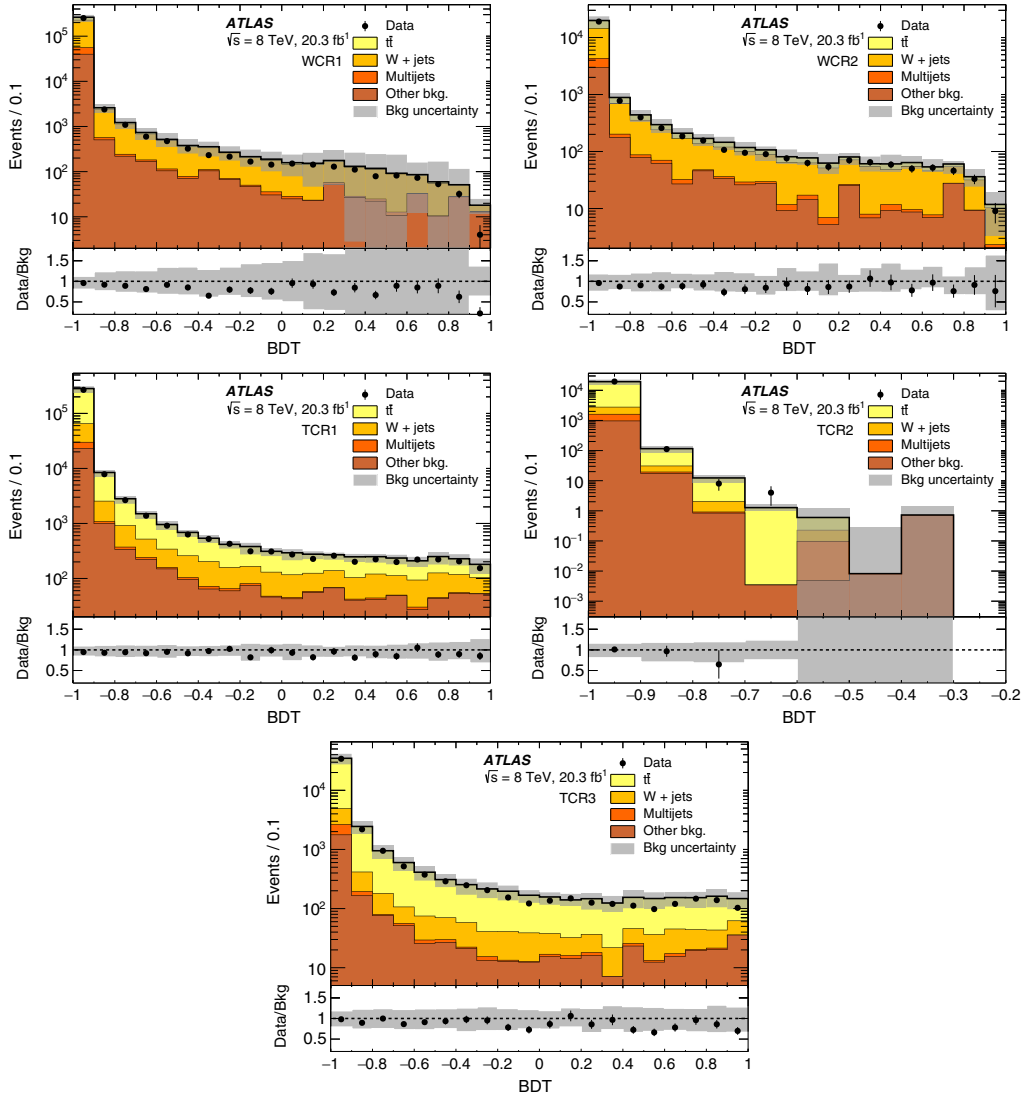 ATLAS
√s = 8 TeV, 20.3 fb⁻¹
WCR1
Data
tt̄
W + jets
Multijets
Other bkg.
Bkg uncertainty
Events / 0.1
10⁵
10⁴
10³
10²
10
Data/Bkg
1.5
1
0.5
−1 −0.8 −0.6 −0.4 −0.2 0 0.2 0.4 0.6 0.8 1
BDT
ATLAS
√s = 8 TeV, 20.3 fb⁻¹
WCR2
Data
tt̄
W + jets
Multijets
Other bkg.
Bkg uncertainty
Events / 0.1
10⁴
10³
10²
10
Data/Bkg
1.5
1
0.5
−1 −0.8 −0.6 −0.4 −0.2 0 0.2 0.4 0.6 0.8 1
BDT
ATLAS
√s = 8 TeV, 20.3 fb⁻¹
TCR1
Data
tt̄
W + jets
Multijets
Other bkg.
Bkg uncertainty
Events / 0.1
10⁵
10⁴
10³
10²
Data/Bkg
1.5
1
0.5
−1 −0.8 −0.6 −0.4 −0.2 0 0.2 0.4 0.6 0.8 1
BDT
ATLAS
√s = 8 TeV, 20.3 fb⁻¹
TCR2
Data
tt̄
W + jets
Multijets
Other bkg.
Bkg uncertainty
Events / 0.1
10⁴
10³
10²
10
1
10⁻¹
10⁻²
10⁻³
Data/Bkg
1.5
1
0.5
−1 −0.9 −0.8 −0.7 −0.6 −0.5 −0.4 −0.3 −0.2
BDT
ATLAS
√s = 8 TeV, 20.3 fb⁻¹
TCR3
Data
tt̄
W + jets
Multijets
Other bkg.
Bkg uncertainty
Events / 0.1
10⁴
10³
10²
10
Data/Bkg
1.5
1
0.5
−1 −0.8 −0.6 −0.4 −0.2 0 0.2 0.4 0.6 0.8 1
BDT